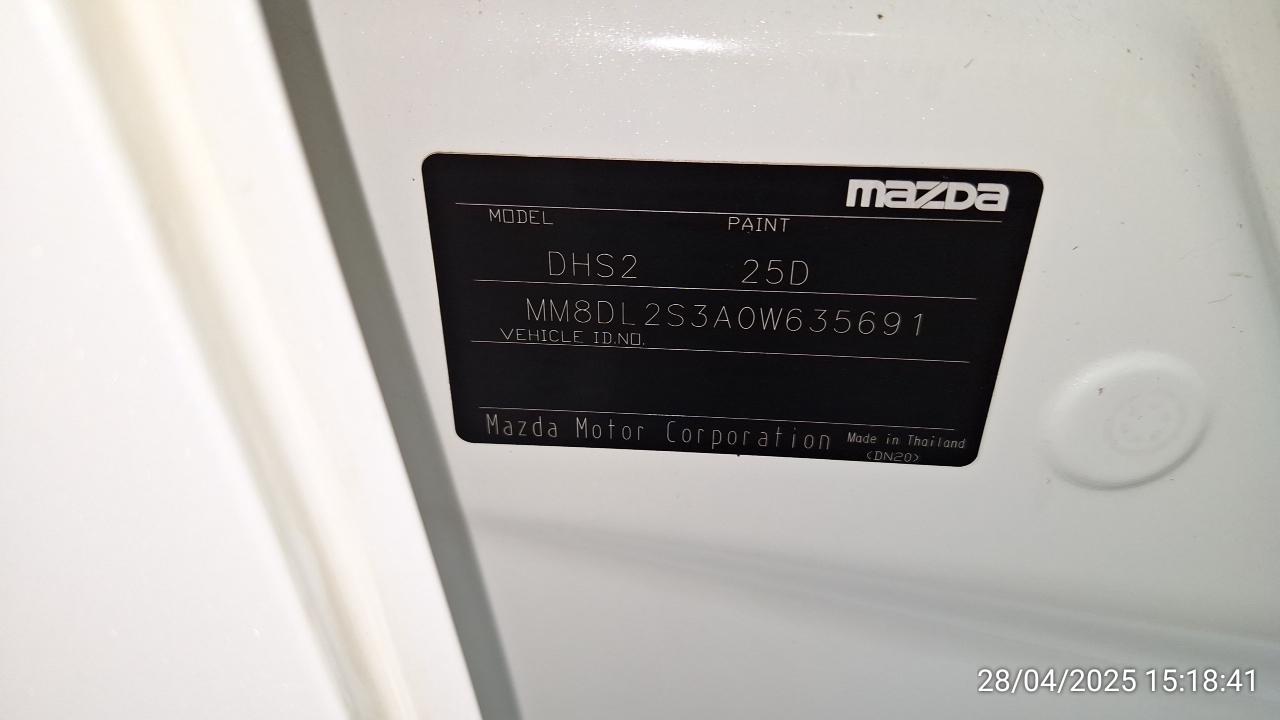 mazda
MODEL PAINT
DHS2 25D
MM8DL2S3A0W635691
VEHICLE ID.NO.
Mazda Motor Corporation Made in Thailand
(DN20)
28/04/2025 15:18:41